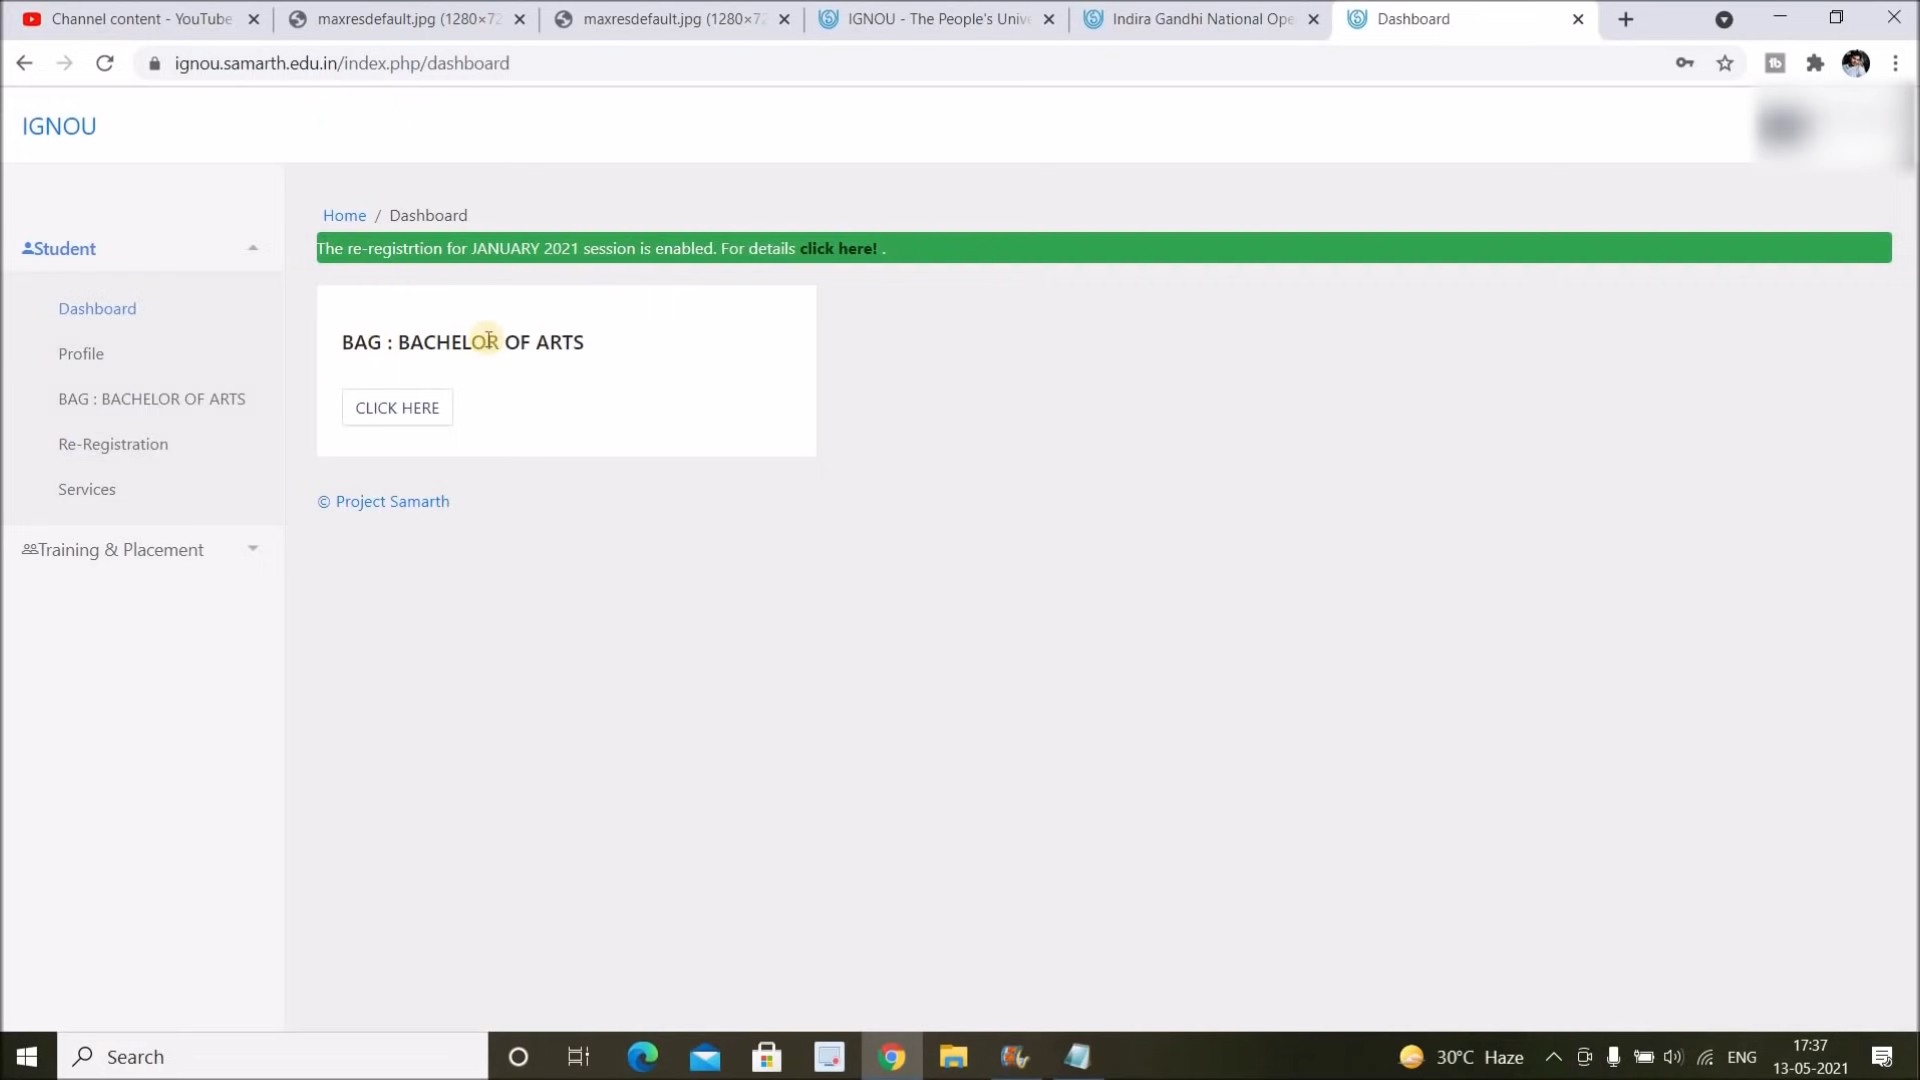 Channel content - YouTube
maxresdefault.jpg (1280×72
maxresdefault.jpg (1280×72
IGNOU - The People's Unive
Indira Gandhi National Ope
Dashboard
ignou.samarth.edu.in/index.php/dashboard
IGNOU
Home / Dashboard
The re-registrtion for JANUARY 2021 session is enabled. For details click here! .
Student
Dashboard
Profile
BAG : BACHELOR OF ARTS
Re-Registration
Services
Training & Placement
BAG : BACHELOR OF ARTS
CLICK HERE
© Project Samarth
Search
30°C Haze
ENG
17:37
13-05-2021